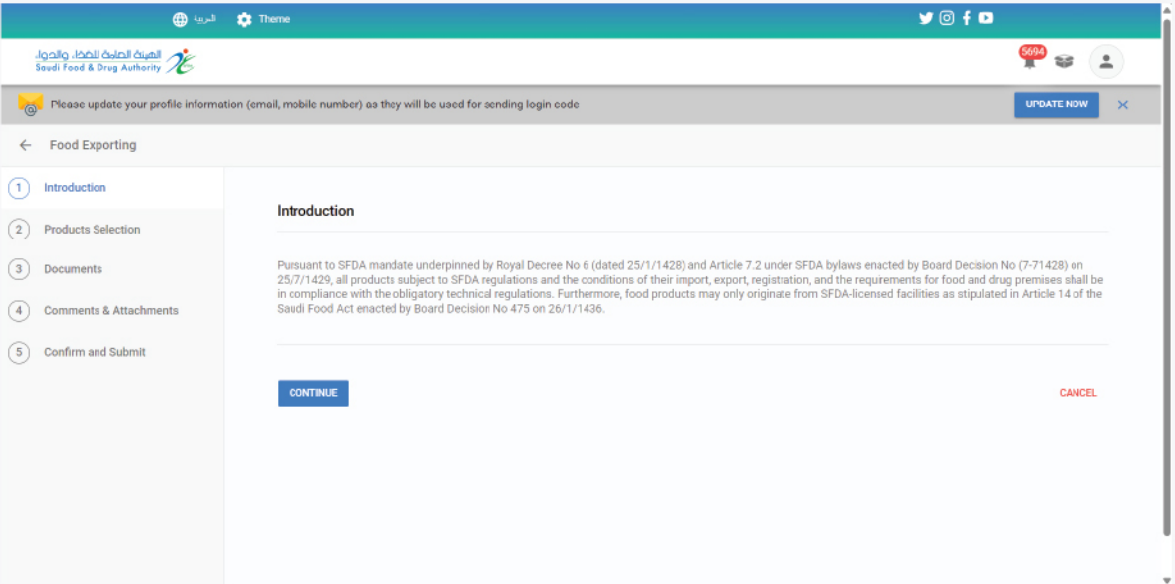 العربية Theme
5694
الهيئة العامة للغذاء والدواء
Saudi Food & Drug Authority
Please update your profile information (email, mobile number) as they will be used for sending login code
UPDATE NOW
Food Exporting
1 Introduction
2 Products Selection
3 Documents
4 Comments & Attachments
5 Confirm and Submit
Introduction
Pursuant to SFDA mandate underpinned by Royal Decree No 6 (dated 25/1/1428) and Article 7.2 under SFDA bylaws enacted by Board Decision No (7-71428) on
25/7/1429, all products subject to SFDA regulations and the conditions of their import, export, registration, and the requirements for food and drug premises shall be
in compliance with the obligatory technical regulations. Furthermore, food products may only originate from SFDA-licensed facilities as stipulated in Article 14 of the
Saudi Food Act enacted by Board Decision No 475 on 26/1/1436.
CONTINUE
CANCEL